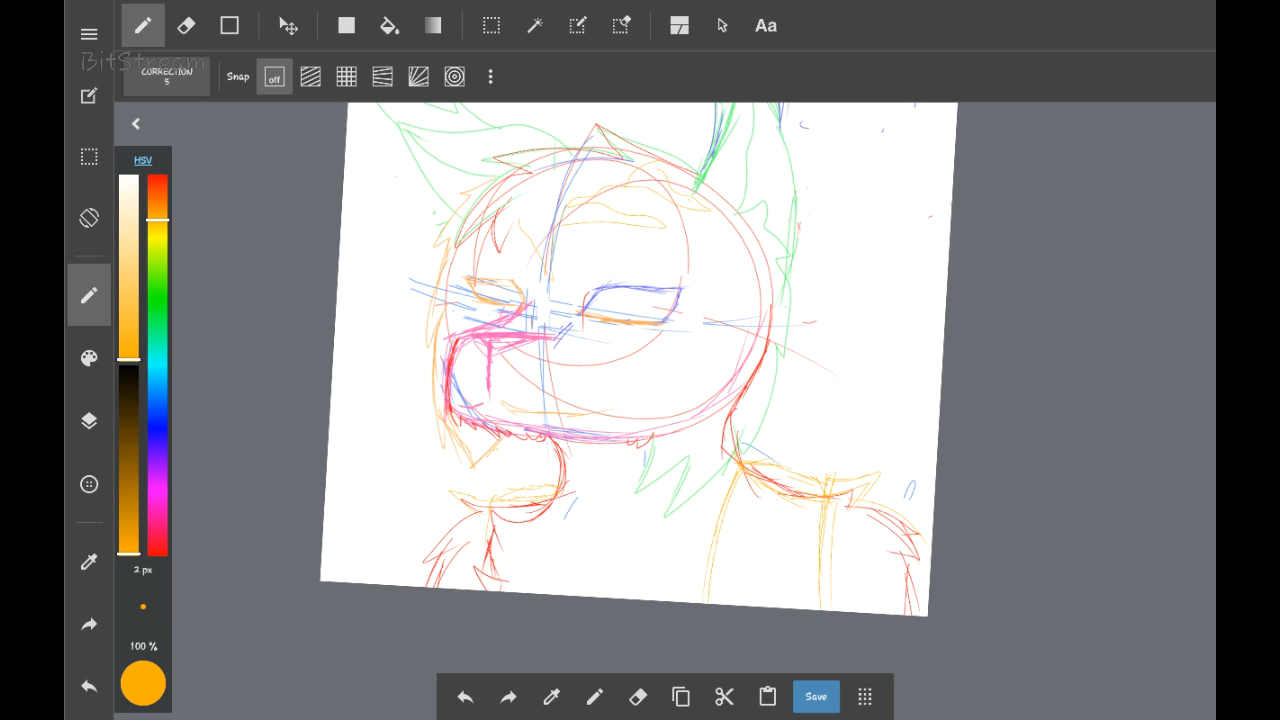 Aa
BitStream
CORRECTION
5
Snap
off
HSV
2 px
100 %
Save